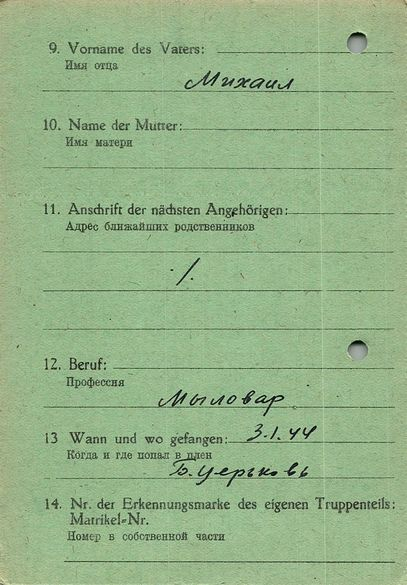 9. Vorname des Vaters:
Имя отца
Михаил
10. Name der Mutter:
Имя матери
11. Anschrift der nächsten Angehörigen:
Адрес ближайших родственников
·/.
12. Beruf:
Профессия
Мыловар
13 Wann und wo gefangen: 3.1.44
Когда и где попал в плен
Б. Церьковь
14. Nr. der Erkennungsmarke des eigenen Truppenteils:
Matrikel-Nr.
Номер в собственной части